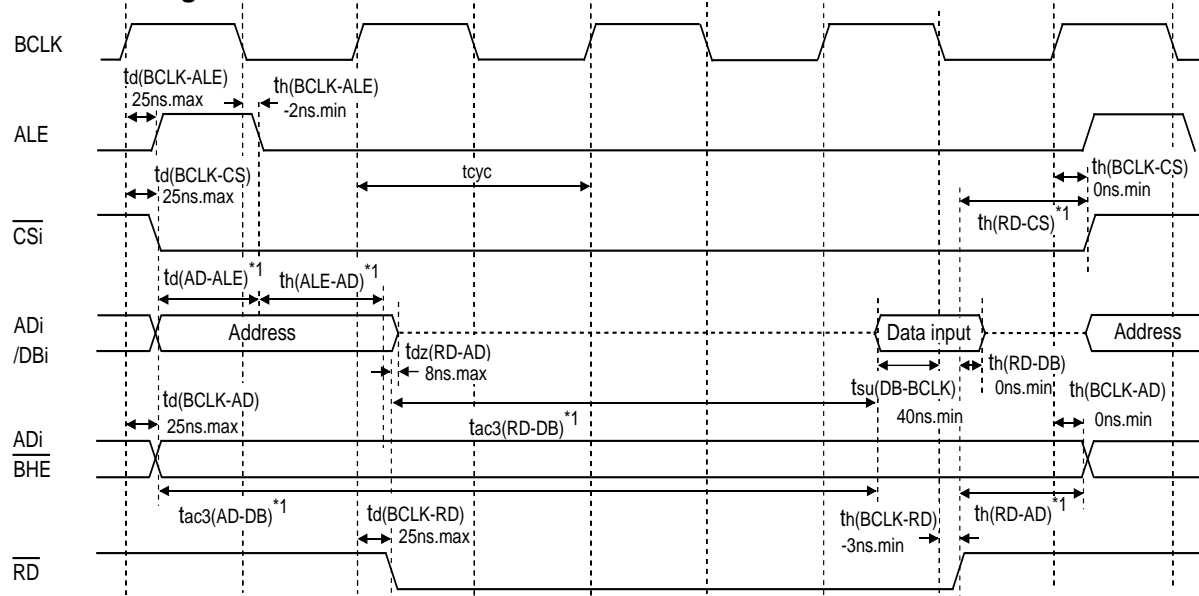 BCLK
td(BCLK-ALE)
25ns.max
th(BCLK-ALE)
-2ns.min
ALE
td(BCLK-CS)
25ns.max
tcyc
th(BCLK-CS)
0ns.min
th(RD-CS)*1
CSi
td(AD-ALE)*1
th(ALE-AD)*1
ADi
/DBi
Address
Data input
Address
tdz(RD-AD)
8ns.max
tsu(DB-BCLK)
40ns.min
th(RD-DB)
0ns.min
th(BCLK-AD)
0ns.min
td(BCLK-AD)
25ns.max
tac3(RD-DB)*1
ADi
BHE
tac3(AD-DB)*1
td(BCLK-RD)
25ns.max
th(BCLK-RD)
-3ns.min
th(RD-AD)*1
RD